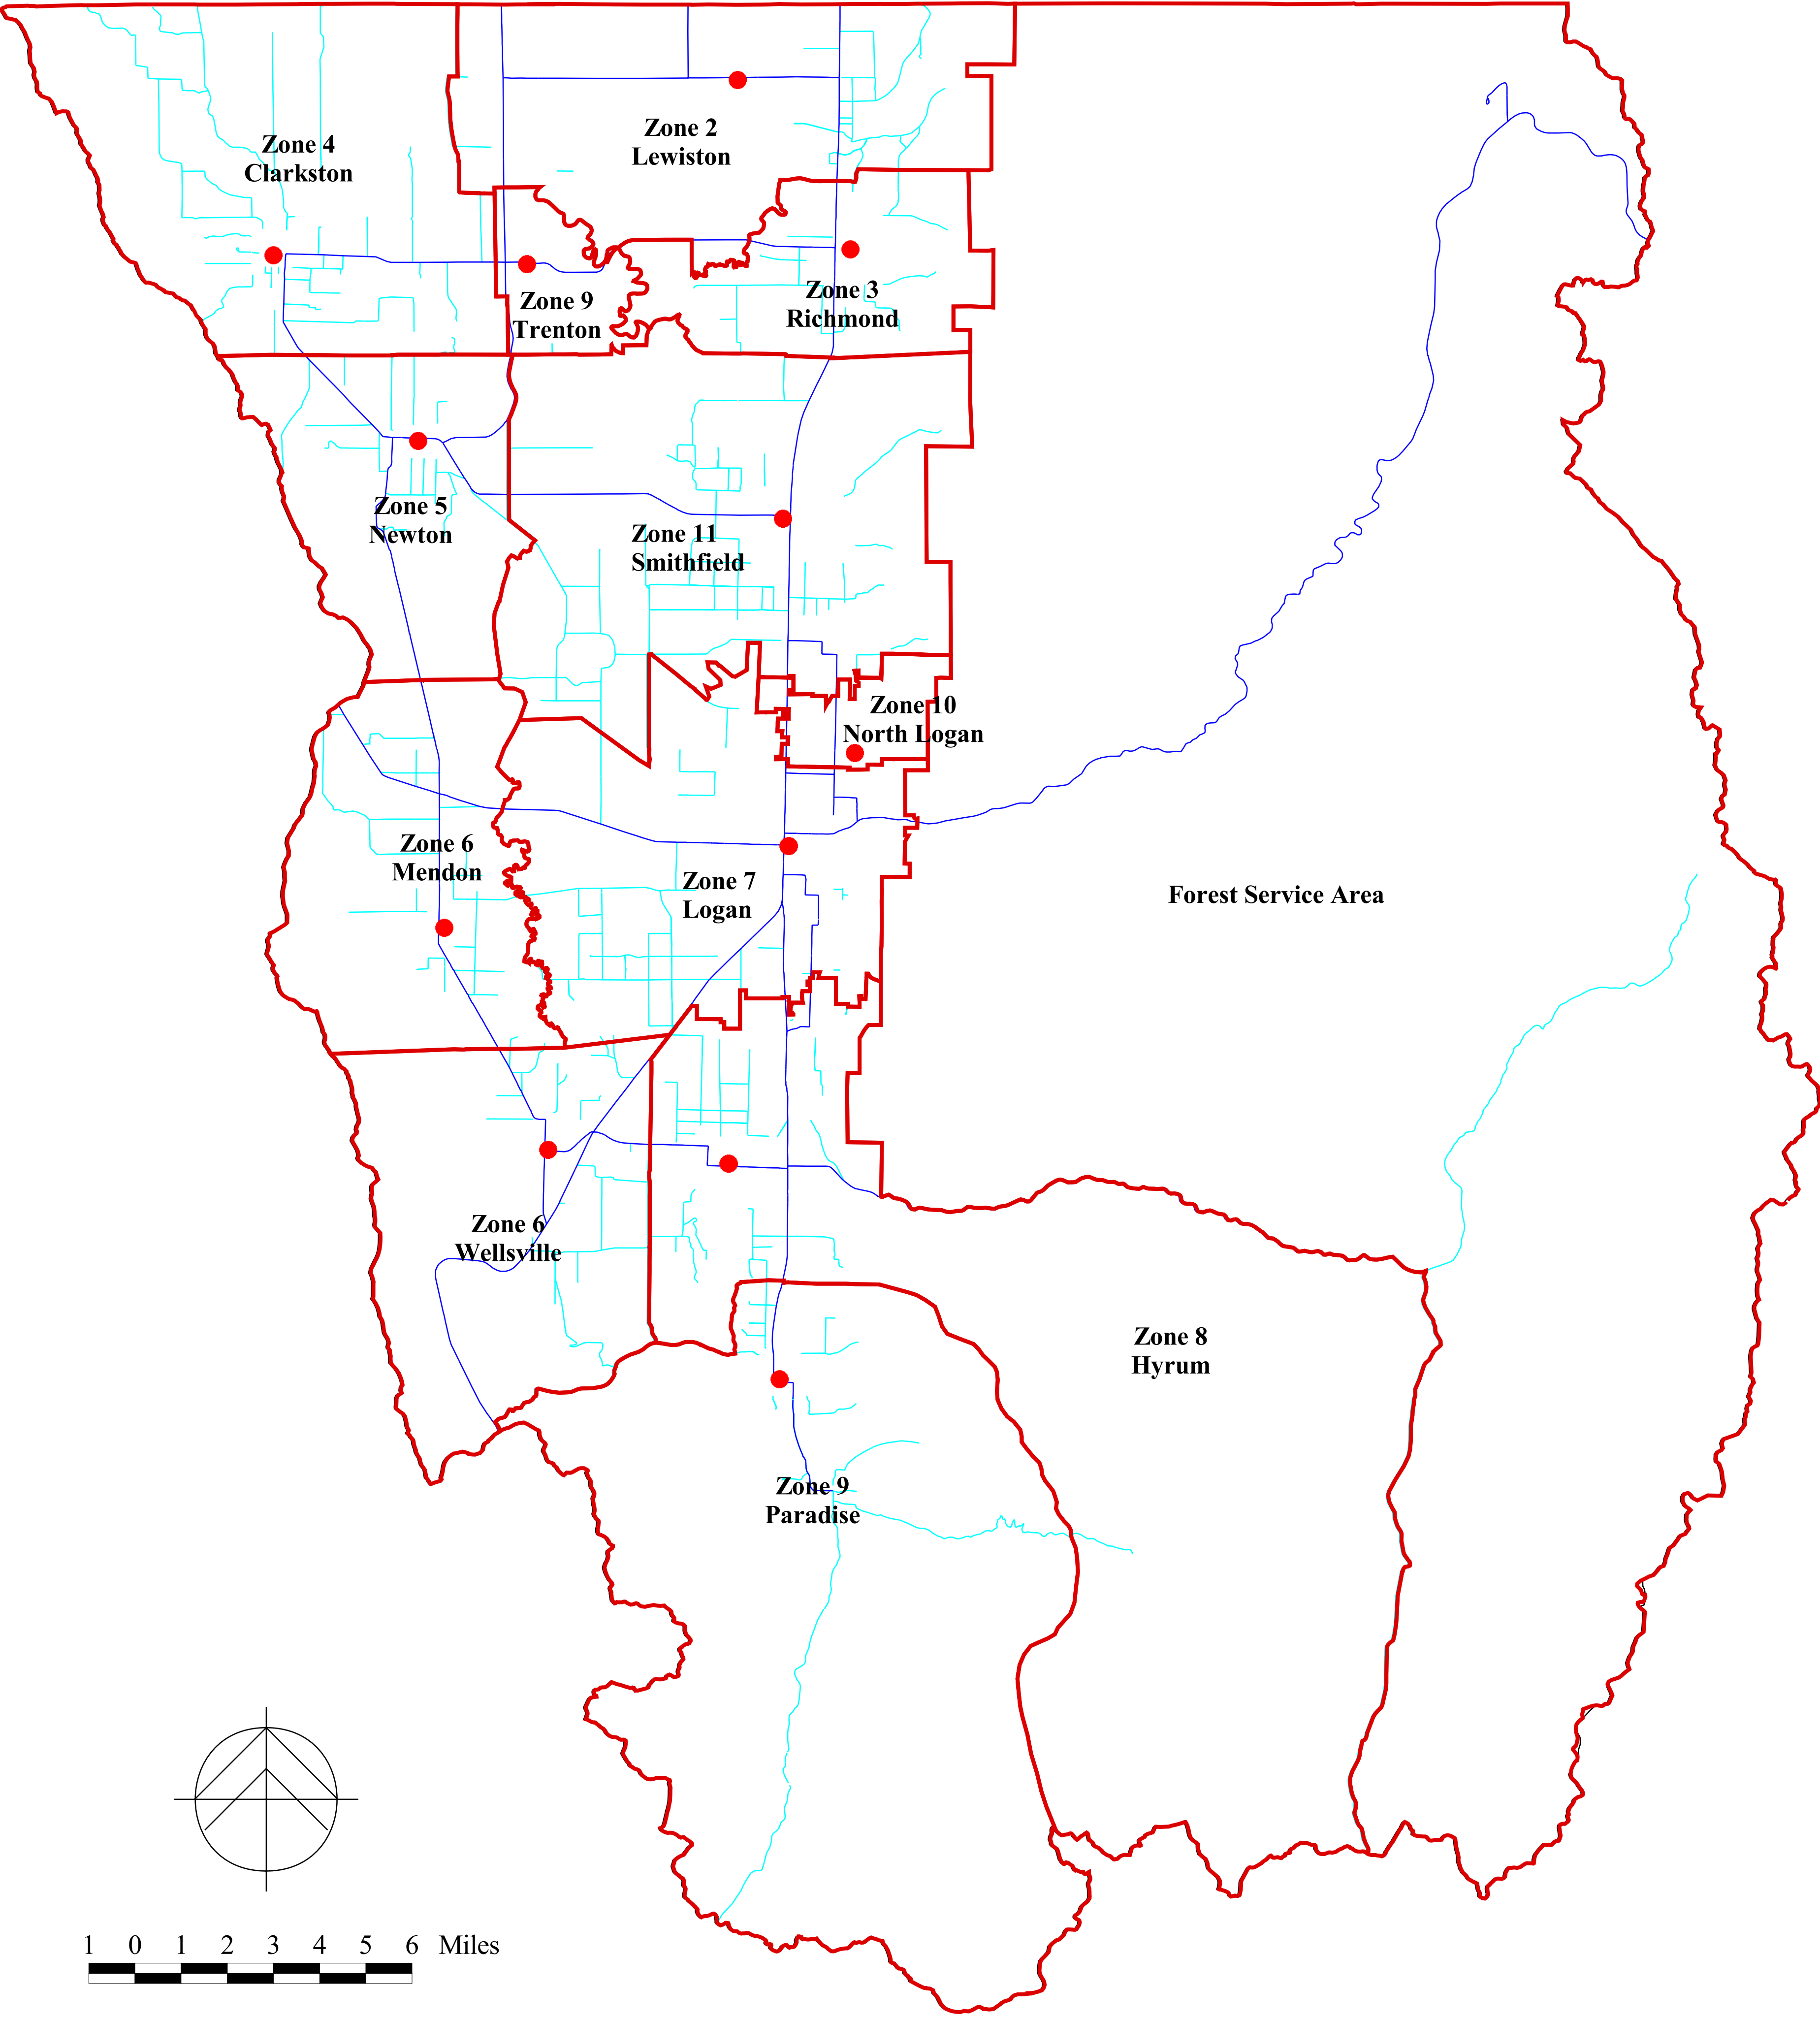 Zone 2
Lewiston
Zone 4
Clarkston
Zone 9
Trenton
Zone 3
Richmond
Zone 5
Newton
Zone 11
Smithfield
Zone 10
North Logan
Zone 6
Mendon
Zone 7
Logan
Forest Service Area
Zone 6
Wellsville
Zone 8
Hyrum
Zone 9
Paradise
1 0 1 2 3 4 5 6 Miles